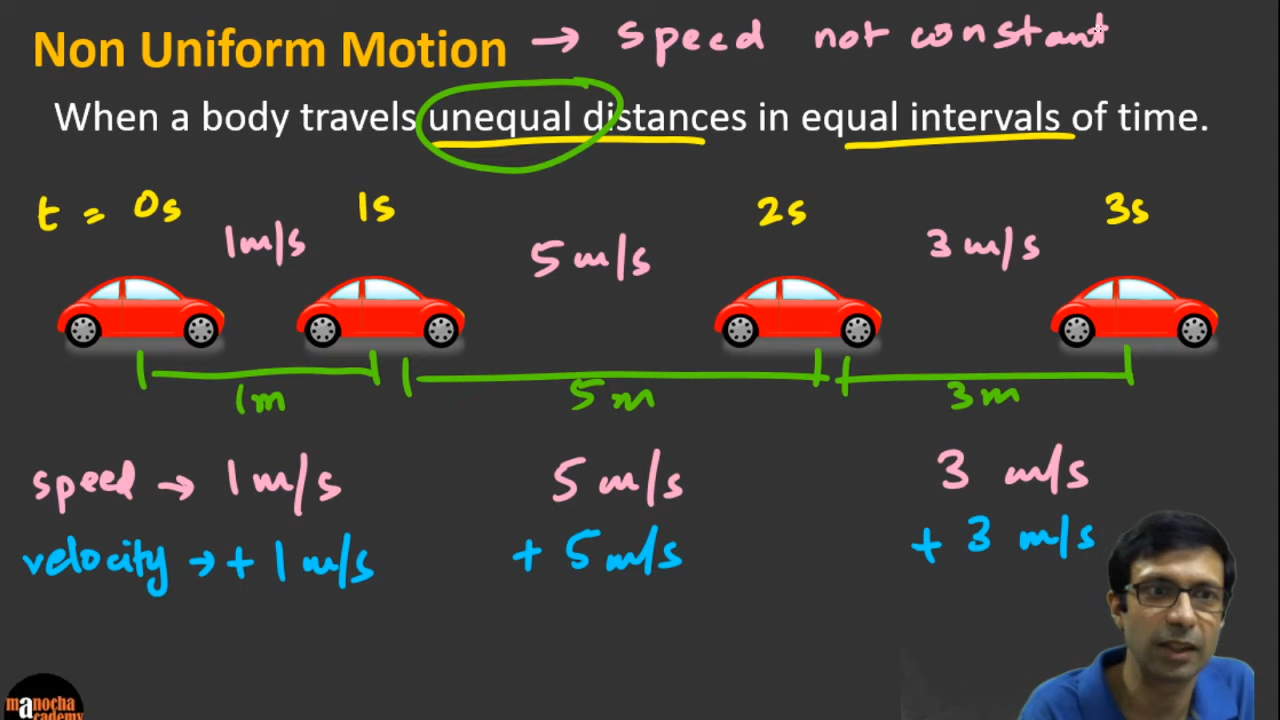 Non Uniform Motion → speed not constant
When a body travels unequal distances in equal intervals of time.
t = 0s 1s 2s 3s
1m/s 5m/s 3m/s
1m 5m 3m
speed → 1m/s 5m/s 3 m/s
velocity → + 1m/s + 5m/s + 3 m/s
manocha
academy